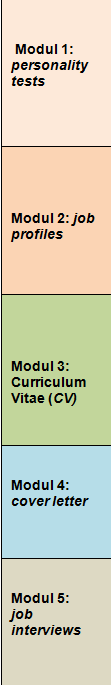 Modul 1:
personality
tests
Modul 2: job
profiles
Modul 3:
Curriculum
Vitae (CV)
Modul 4:
cover letter
Modul 5:
job
interviews